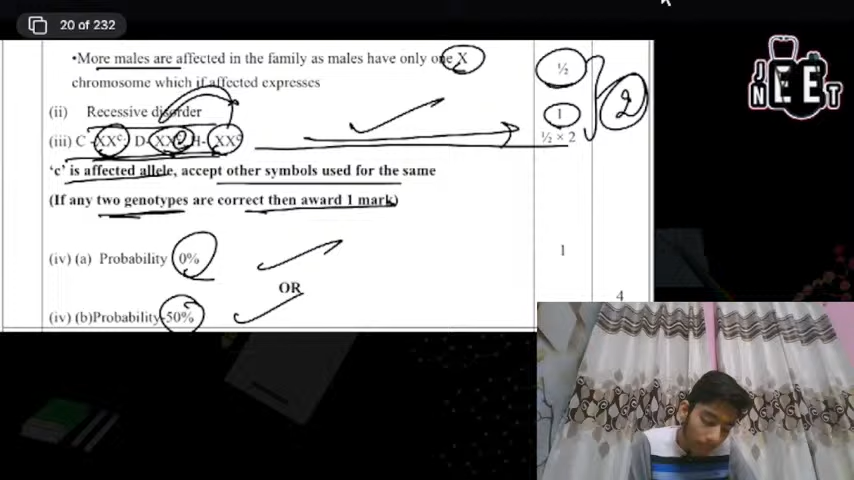 20 of 232
•More males are affected in the family as males have only one X
chromosome which if affected expresses
½
(ii) Recessive disorder
1
2
(iii) C -XXᶜ, D- H- XXᶜ
½ × 2
'c' is affected allele, accept other symbols used for the same
(If any two genotypes are correct then award 1 mark)
(iv) (a) Probability 0%
1
OR
4
(iv) (b)Probability-50%
J
N EE T